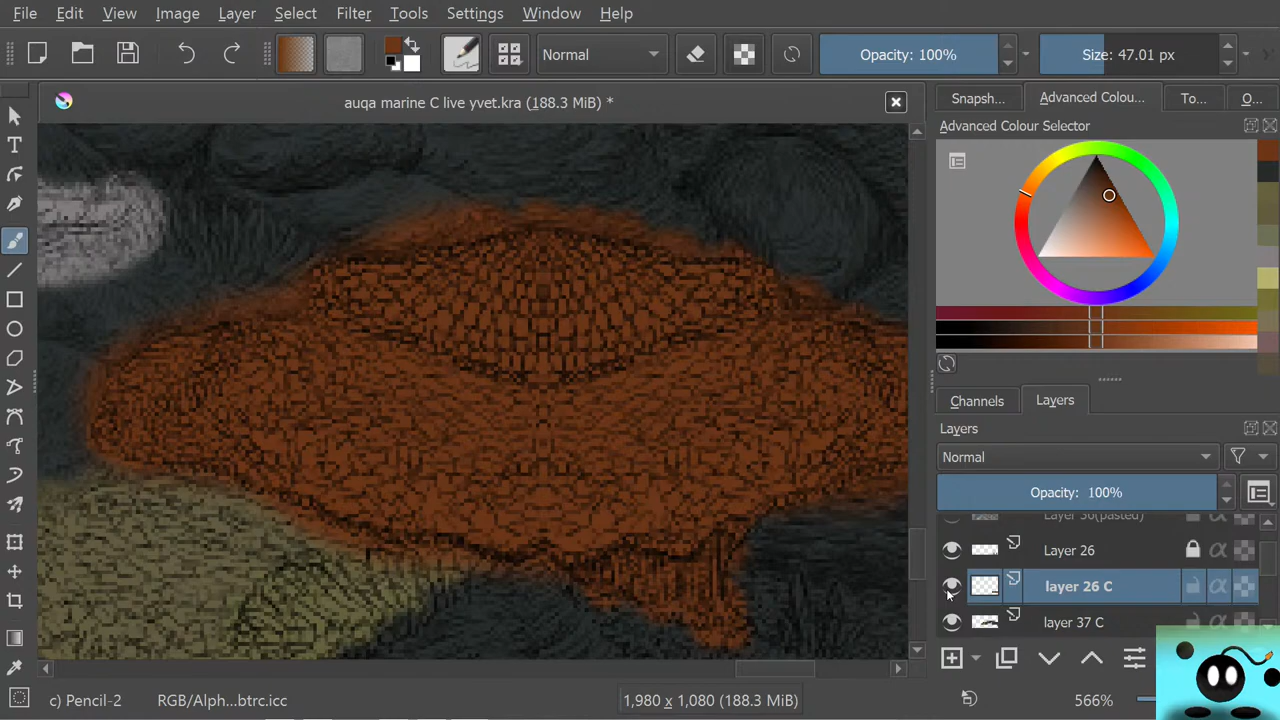 File Edit View Image Layer Select Filter Tools Settings Window Help
Normal Opacity: 100% Size: 47.01 px
auqa marine C live yvet.kra (188.3 MiB) *
Snapsh... Advanced Colou... To... O...
Advanced Colour Selector
Channels Layers
Layers
Normal
Opacity: 100%
Layer 36(pasted)
Layer 26
layer 26 C
layer 37 C
c) Pencil-2 RGB/Alph...btrc.icc 1,980 x 1,080 (188.3 MiB) 566%